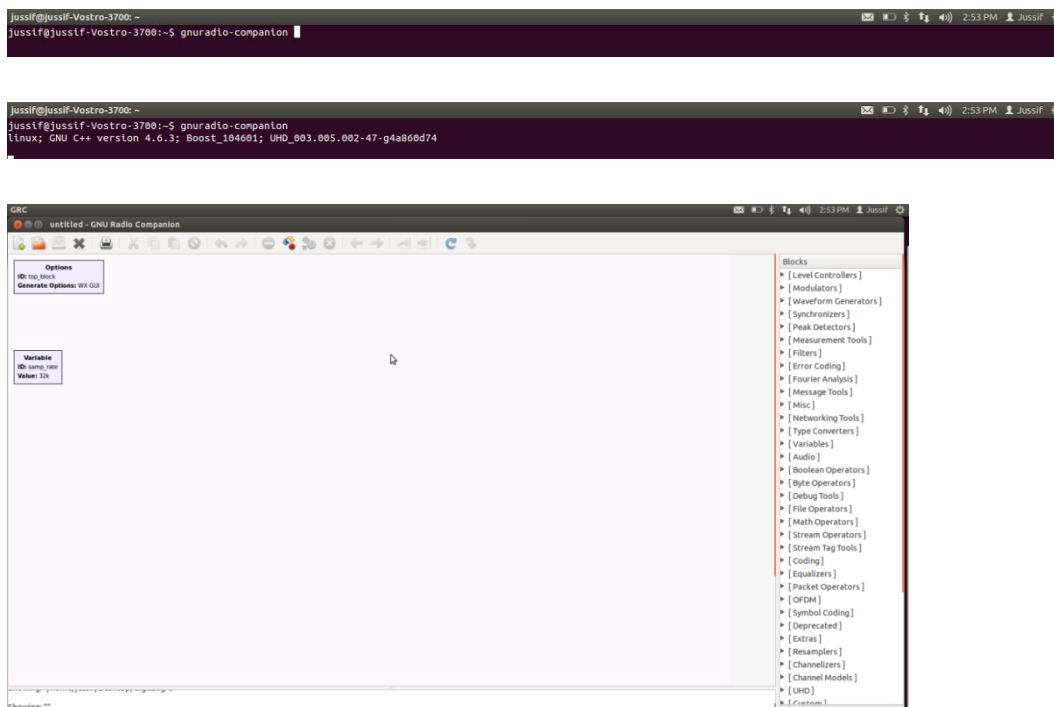 jussif@jussif-Vostro-3700: ~
2:53 PM Jussif
jussif@jussif-Vostro-3700:~$ gnuradio-companion
jussif@jussif-Vostro-3700: ~
2:53 PM Jussif
jussif@jussif-Vostro-3700:~$ gnuradio-companion
linux; GNU C++ version 4.6.3; Boost_104601; UHD_003.005.002-47-g4a860d74
GRC
2:53 PM Jussif
untitled - GNU Radio Companion
Options
ID: top_block
Generate Options: WX GUI
Variable
ID: samp_rate
Value: 32k
Blocks
[ Level Controllers ]
[ Modulators ]
[ Waveform Generators ]
[ Synchronizers ]
[ Peak Detectors ]
[ Measurement Tools ]
[ Filters ]
[ Error Coding ]
[ Fourier Analysis ]
[ Message Tools ]
[ Misc ]
[ Networking Tools ]
[ Type Converters ]
[ Variables ]
[ Audio ]
[ Boolean Operators ]
[ Byte Operators ]
[ Debug Tools ]
[ File Operators ]
[ Math Operators ]
[ Stream Operators ]
[ Stream Tag Tools ]
[ Coding ]
[ Equalizers ]
[ Packet Operators ]
[ OFDM ]
[ Symbol Coding ]
[ Deprecated ]
[ Extras ]
[ Resamplers ]
[ Channelizers ]
[ Channel Models ]
[ UHD ]
[ Custom ]
Showing: ""